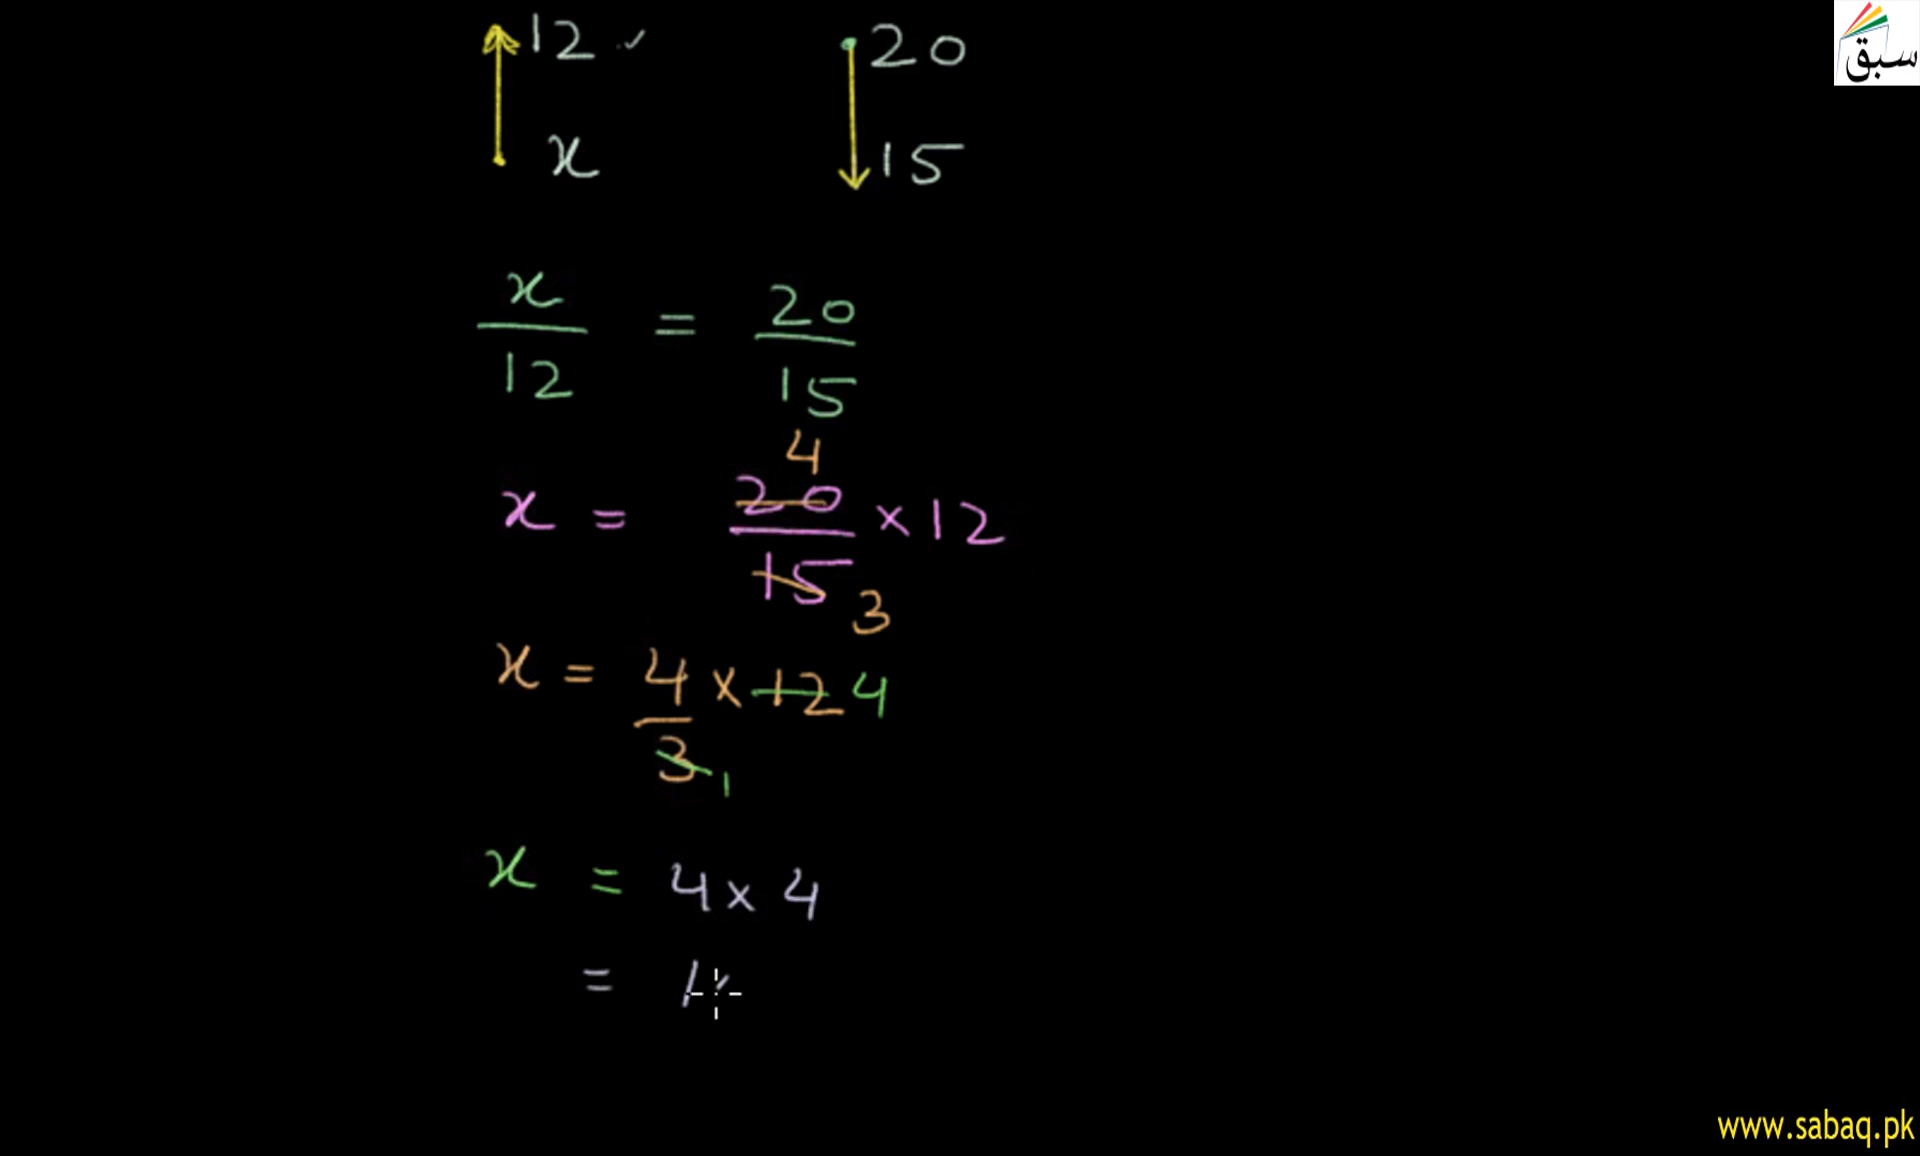 12 ✓ 20
سبق
x 15
x/12 = 20/15
4
x = 20/15 × 12
3
x = 4/3 × 12 4
1
x = 4 × 4
= 1
www.sabaq.pk